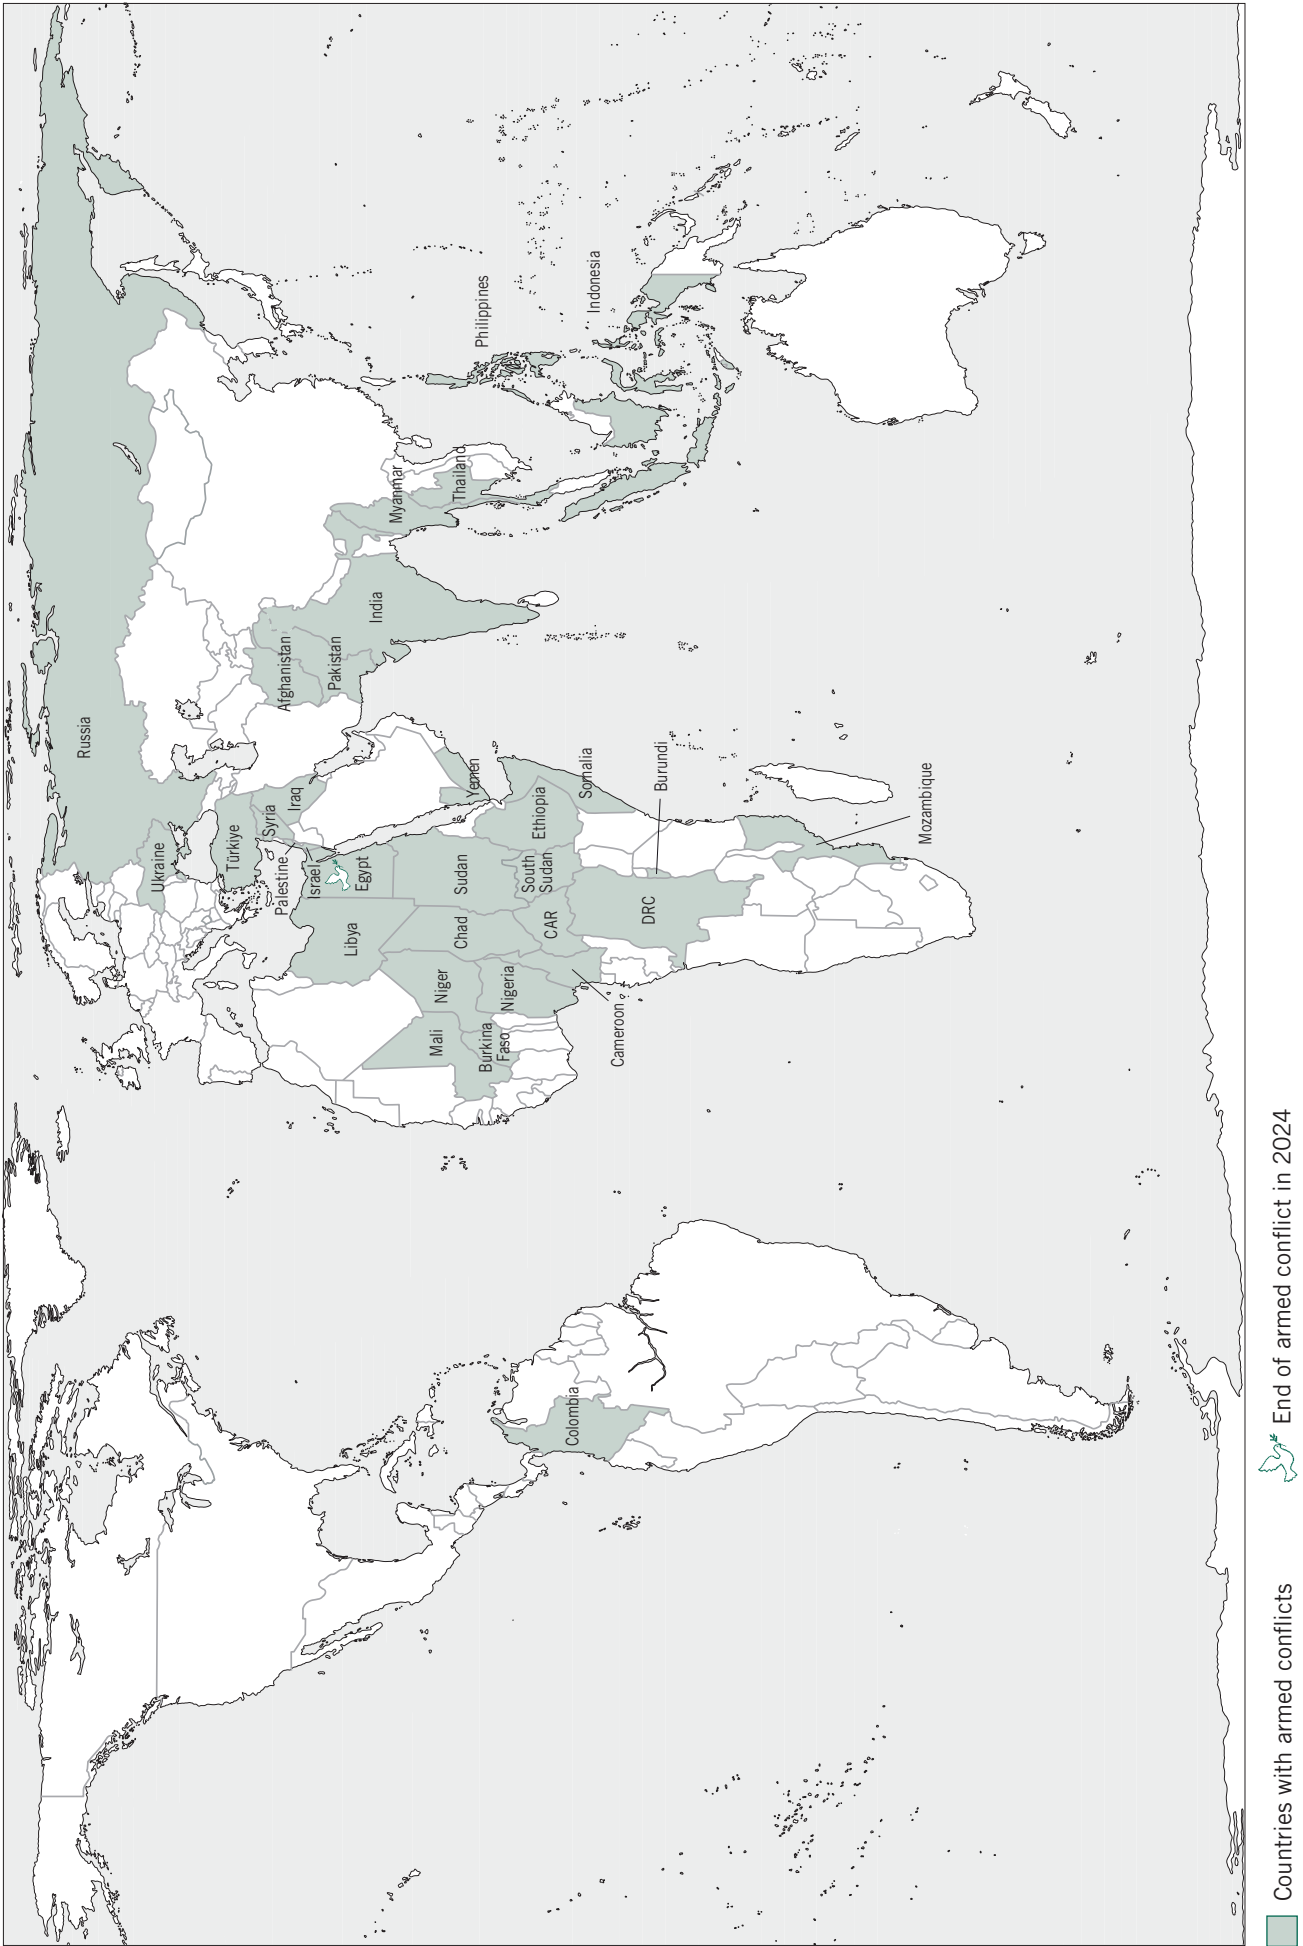 Russia
Ukraine
Türkiye
Syria
Iraq
Palestine
Israel
Egypt
Libya
Afghanistan
Pakistan
India
Myanmar
Thailand
Philippines
Indonesia
Mali
Niger
Chad
Sudan
Yemen
Burkina
Faso
Nigeria
CAR
South
Sudan
Ethiopia
Somalia
Cameroon
DRC
Burundi
Mozambique
Colombia
Countries with armed conflicts
End of armed conflict in 2024